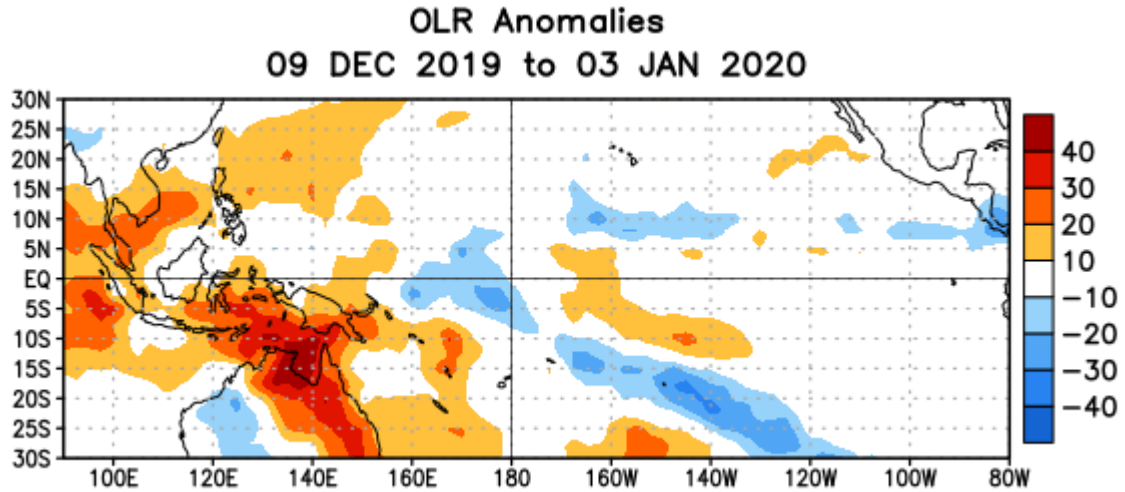 OLR Anomalies
09 DEC 2019 to 03 JAN 2020
30N
25N
20N
15N
10N
5N
EQ
5S
10S
15S
20S
25S
30S
100E 120E 140E 160E 180 160W 140W 120W 100W 80W
40
30
20
10
-10
-20
-30
-40